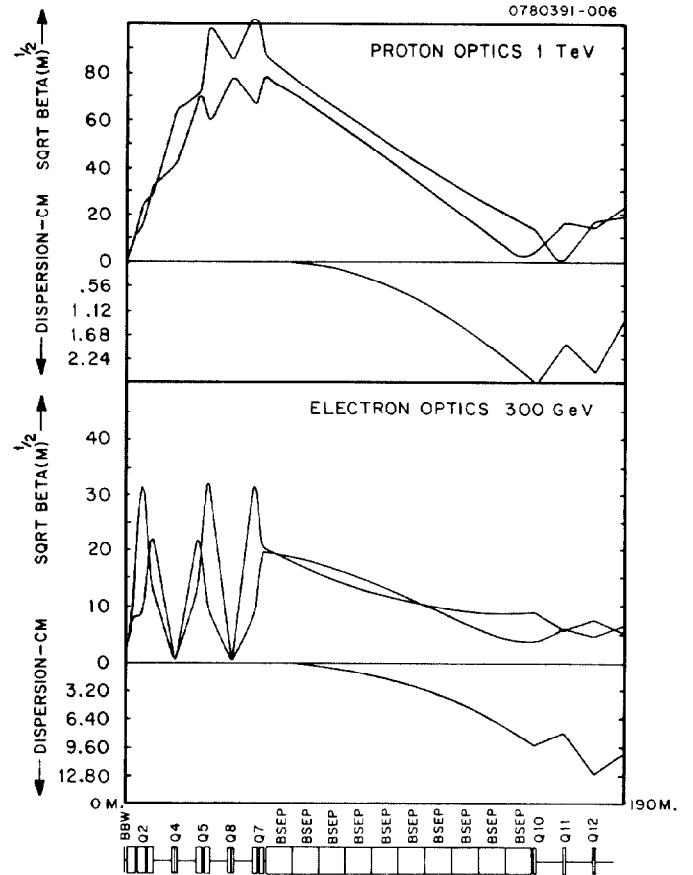 0780391-006
PROTON OPTICS 1 TeV
SQRT BETA(M)^1/2
80
60
40
20
0
DISPERSION-CM
.56
1.12
1.68
2.24
ELECTRON OPTICS 300 GeV
SQRT BETA(M)^1/2
40
30
20
10
0
DISPERSION-CM
3.20
6.40
9.60
12.80
0 M.
190M.
BBW
Q2
Q4
Q5
Q8
Q7
BSEP
BSEP
BSEP
BSEP
BSEP
BSEP
BSEP
BSEP
BSEP
BSEP
Q10
Q11
Q12